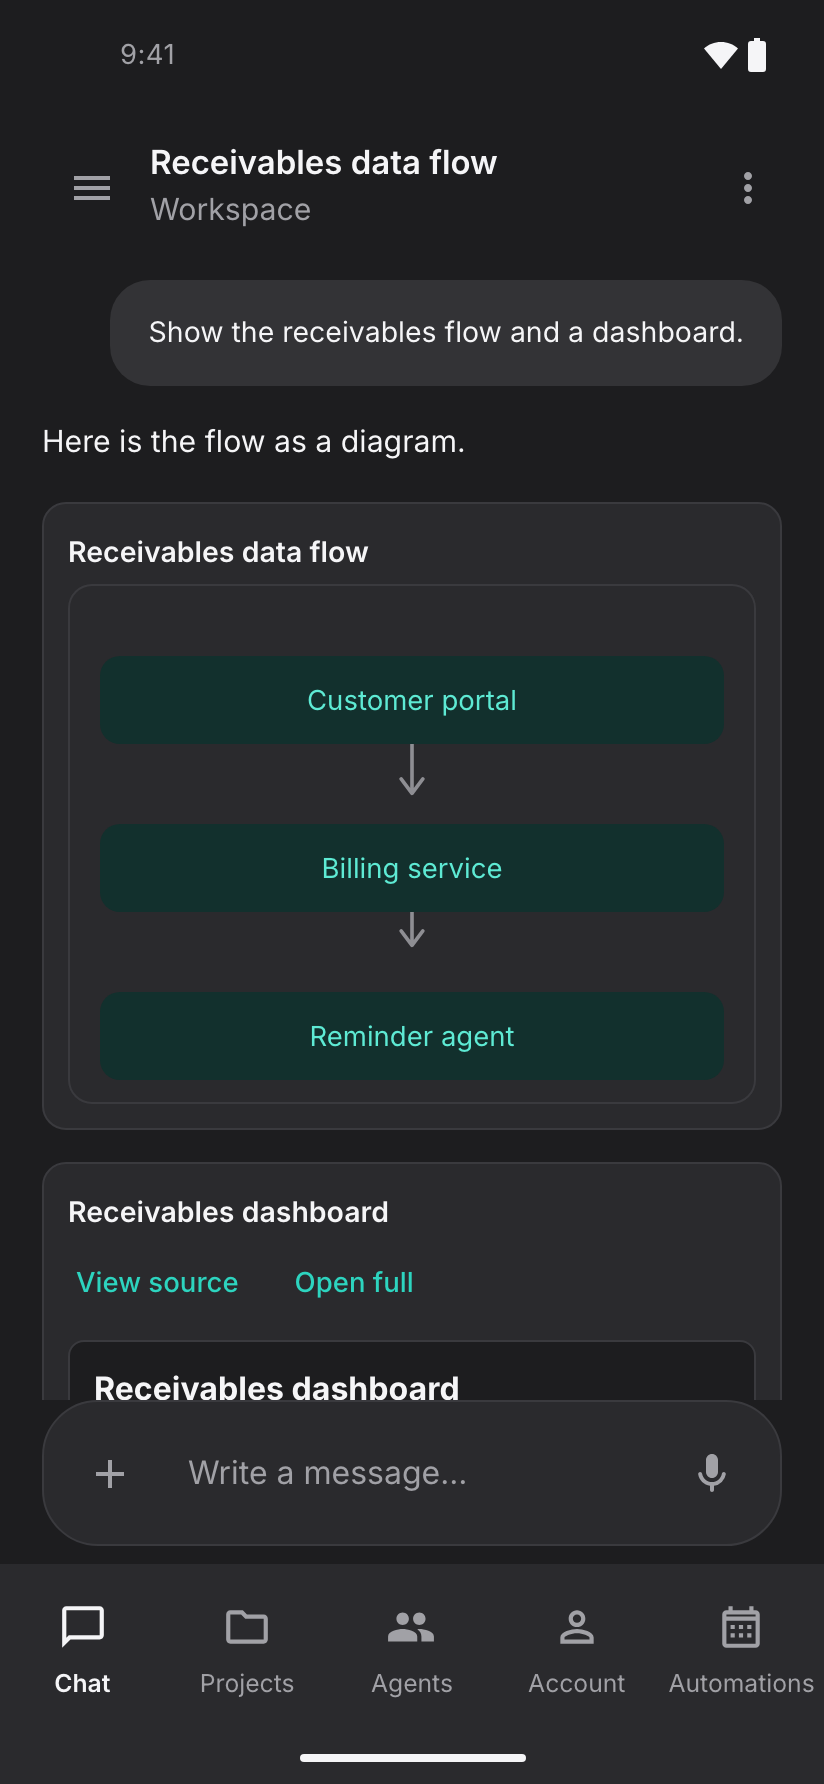 9:41
Receivables data flow
Workspace
Show the receivables flow and a dashboard.
Here is the flow as a diagram.
Receivables data flow
Customer portal
Billing service
Reminder agent
Receivables dashboard
View source Open full
Receivables dashboard
Write a message...
Chat Projects Agents Account Automations